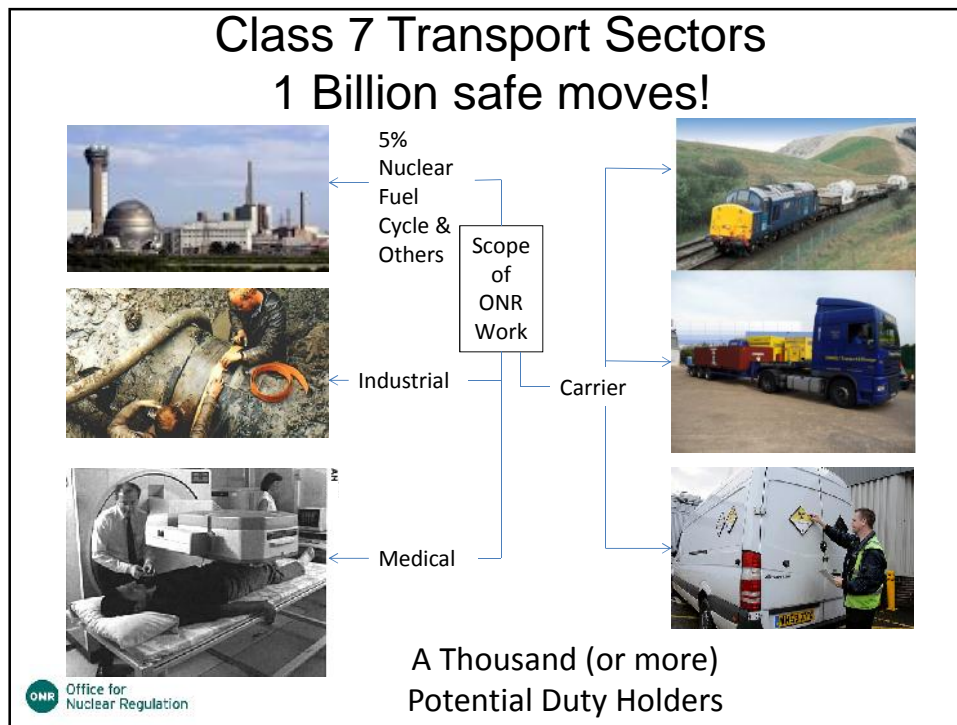 Class 7 Transport Sectors
1 Billion safe moves!
5%
Nuclear
Fuel
Cycle &
Others
Scope
of
ONR
Work
Industrial
Carrier
Medical
A Thousand (or more)
Potential Duty Holders
ONR
Office for
Nuclear Regulation